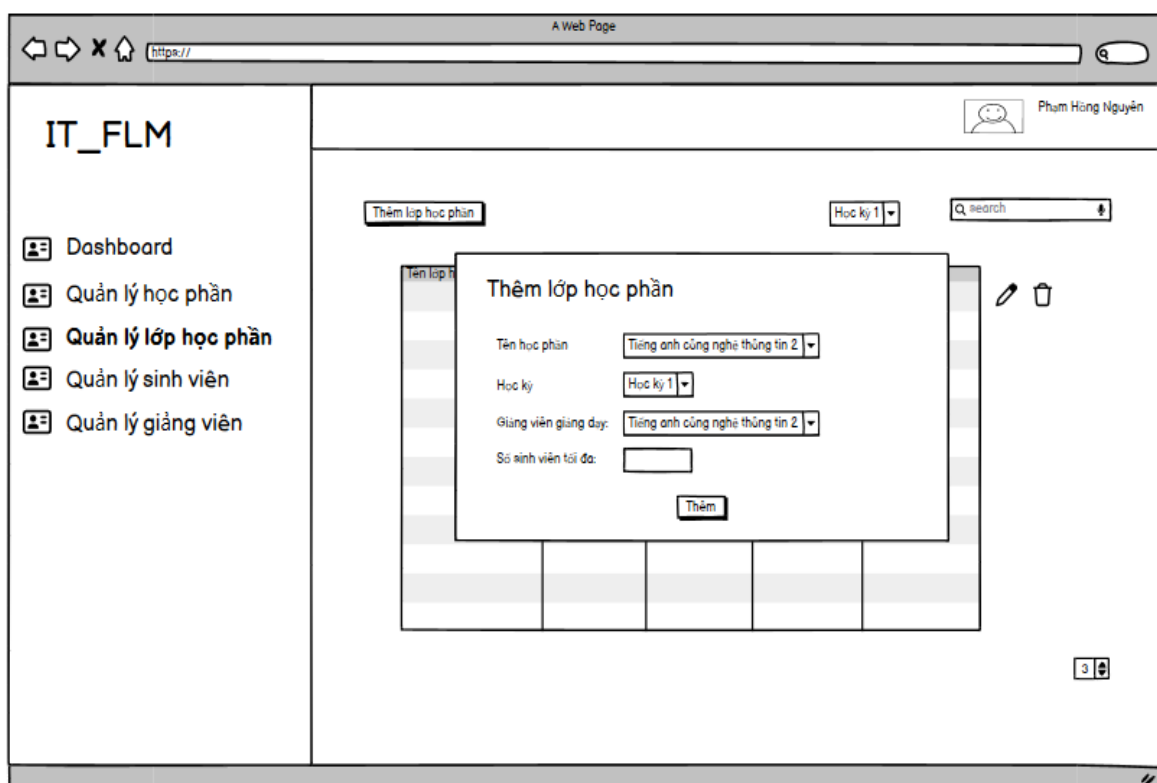 A Web Page
https://
IT_FLM
Phạm Hồng Nguyên
Dashboard
Quản lý học phần
Quản lý lớp học phần
Quản lý sinh viên
Quản lý giảng viên
Thêm lớp học phần
Học kỳ 1
search
Tên lớp h
Thêm lớp học phần
Tên học phần
Tiếng anh công nghệ thông tin 2
Học kỳ
Học kỳ 1
Giảng viên giảng dạy:
Tiếng anh công nghệ thông tin 2
Số sinh viên tối đa:
Thêm
3